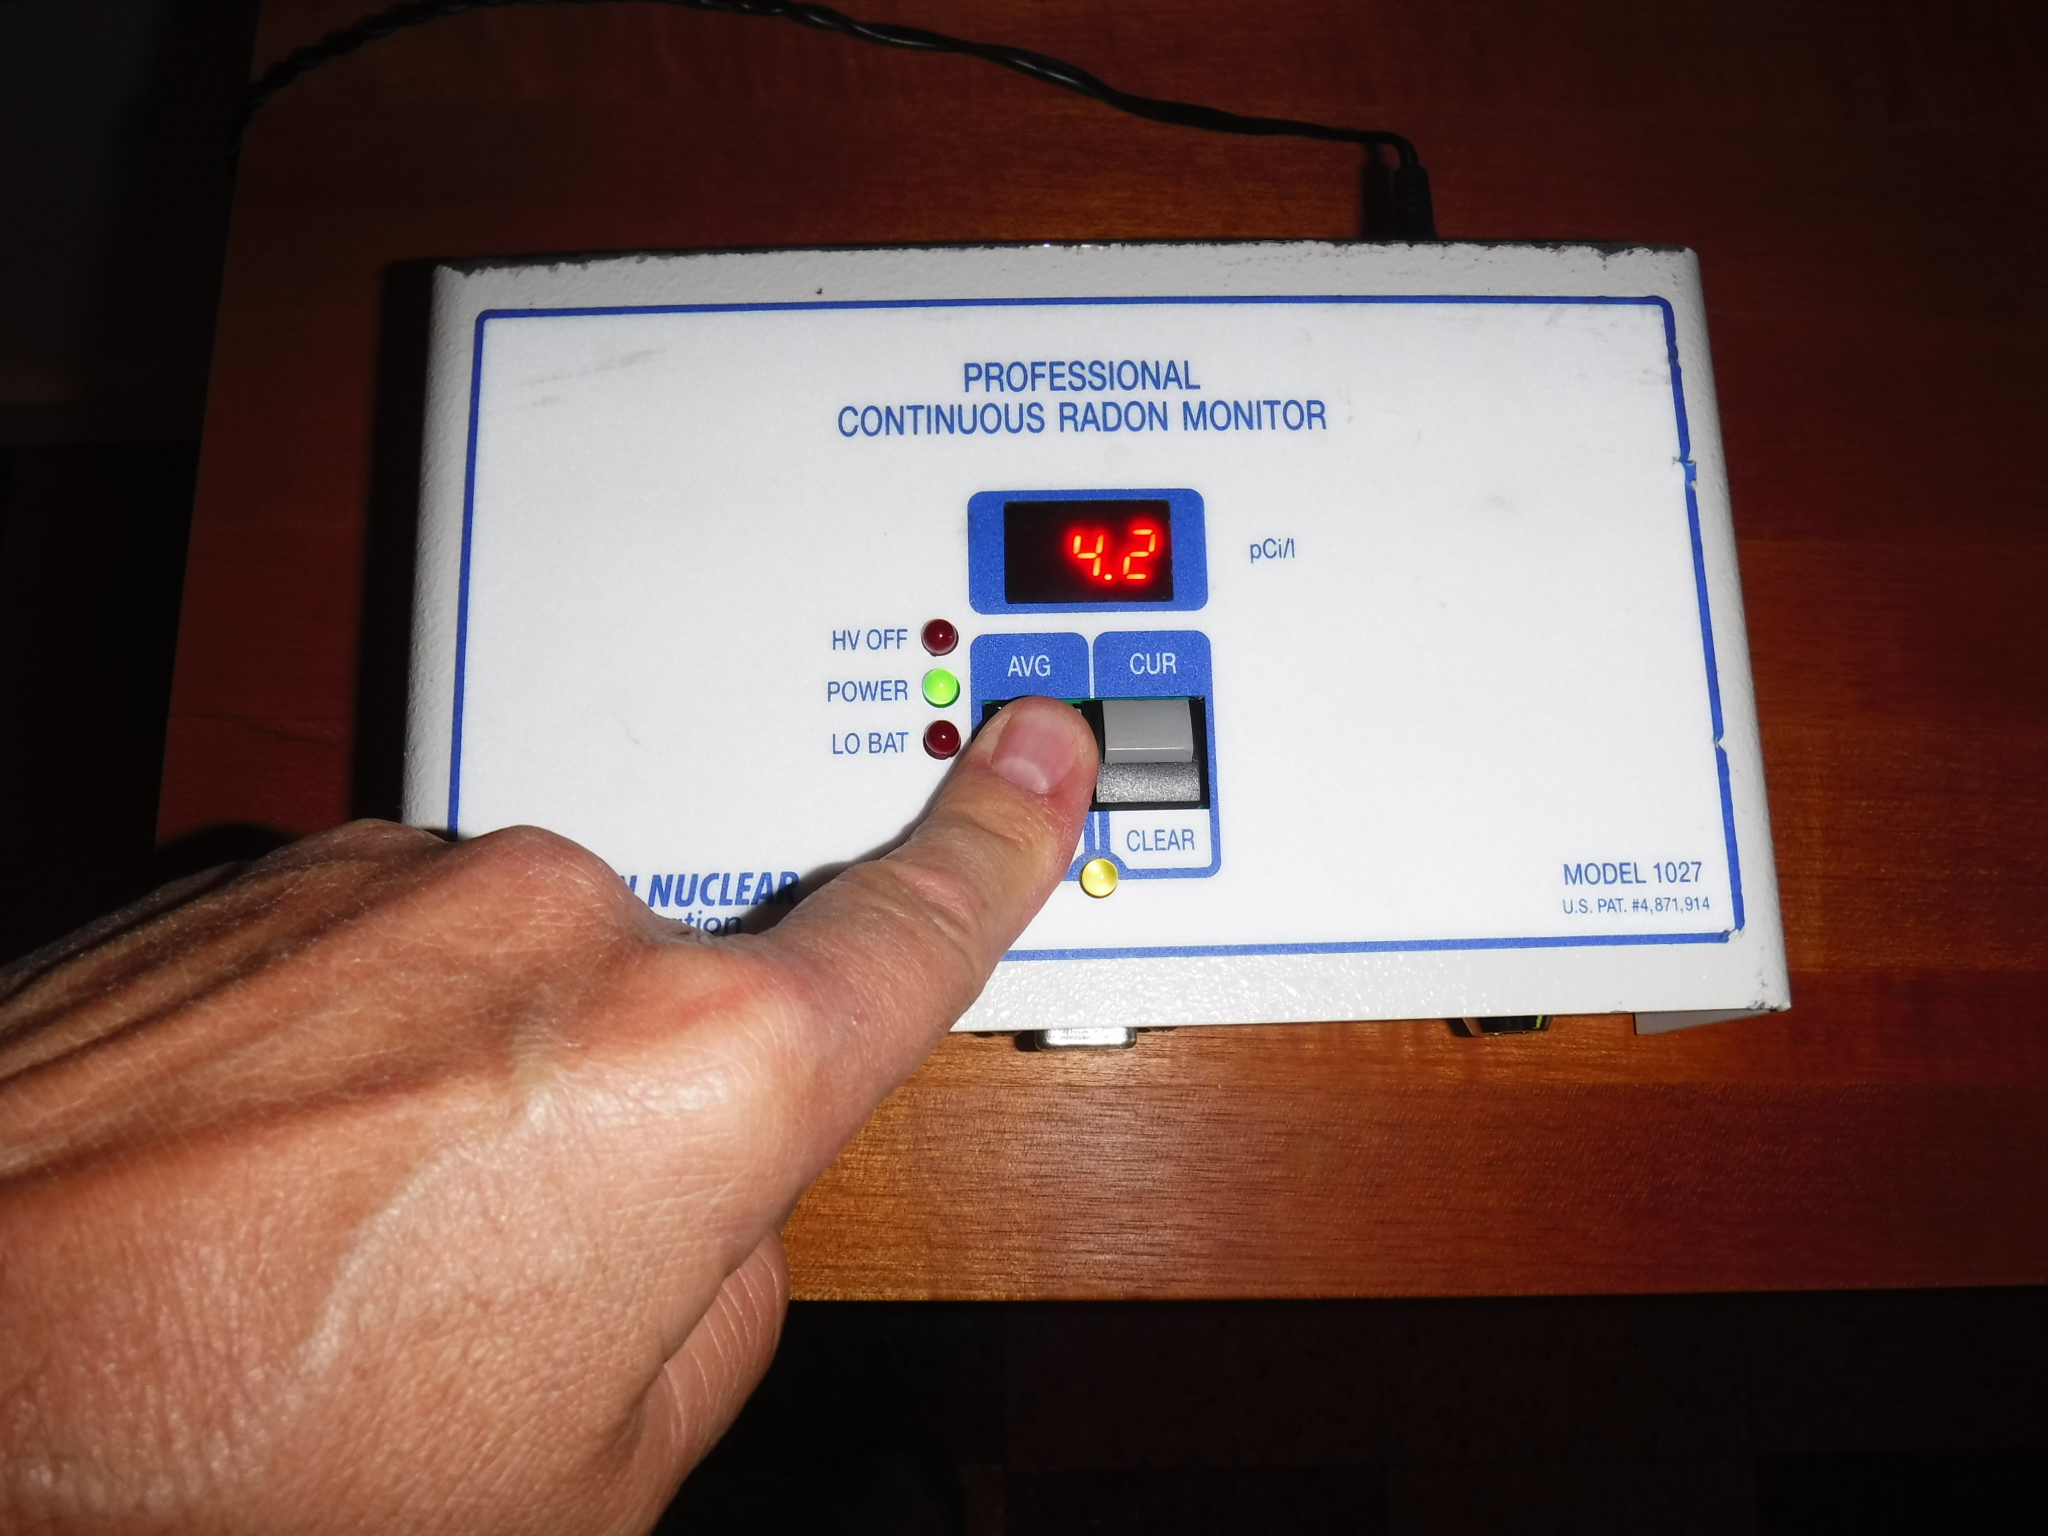 PROFESSIONAL
CONTINUOUS RADON MONITOR
4.2
pCi/l
HV OFF
POWER
LO BAT
AVG
CUR
CLEAR
NUCLEAR
MODEL 1027
U.S. PAT. #4,871,914